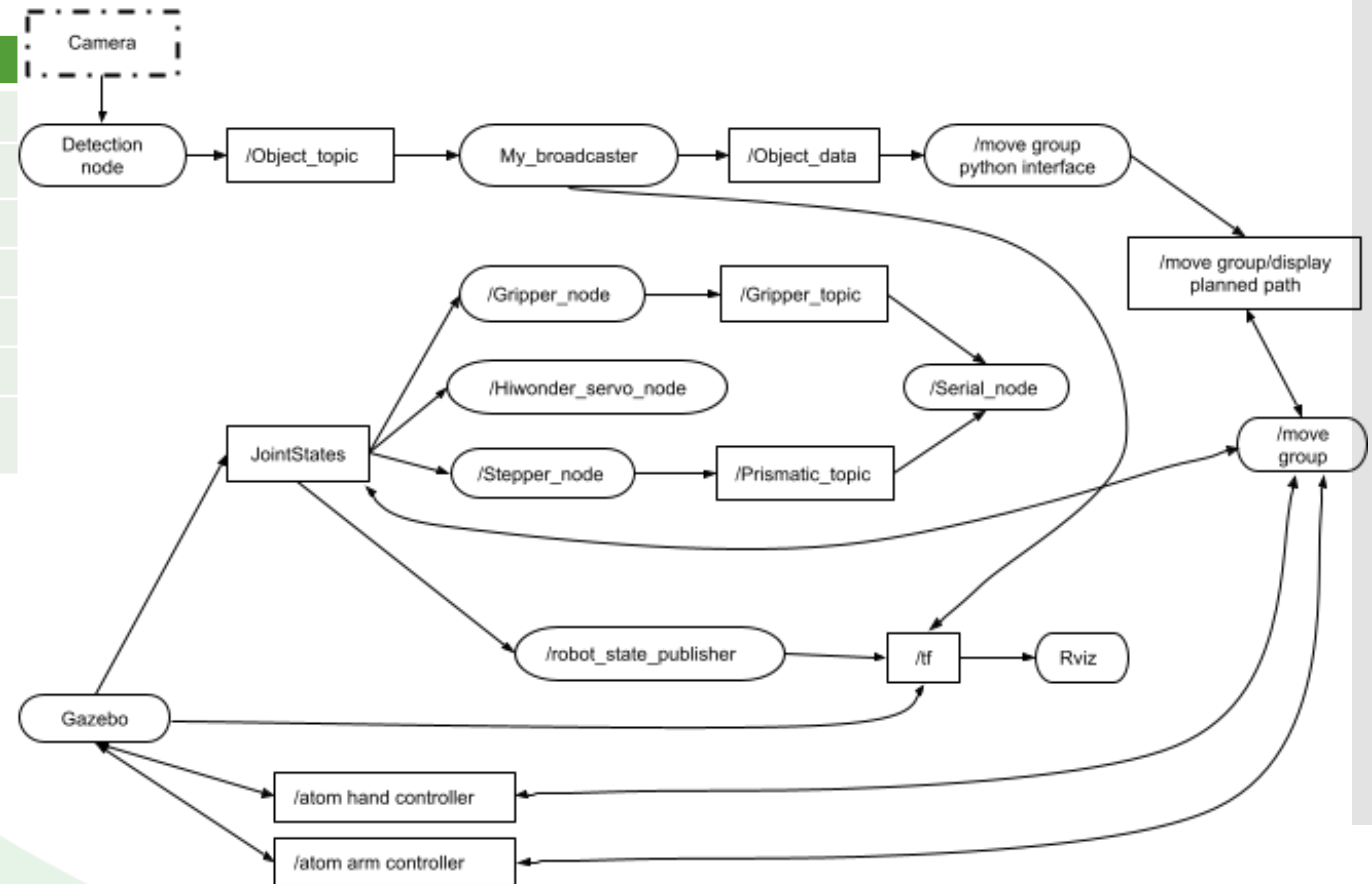 Camera
Detection
node
/Object_topic
My_broadcaster
/Object_data
/move group
python interface
/move group/display
planned path
/Gripper_node
/Gripper_topic
/Hiwonder_servo_node
/Serial_node
JointStates
/Stepper_node
/Prismatic_topic
/move
group
/robot_state_publisher
/tf
Rviz
Gazebo
/atom hand controller
/atom arm controller